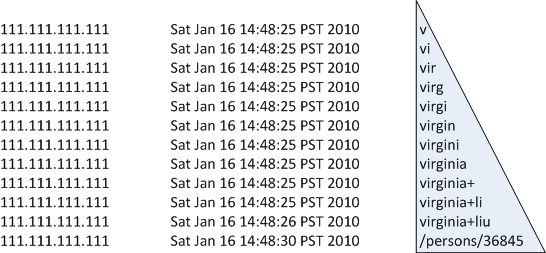 111.111.111.111 Sat Jan 16 14:48:25 PST 2010 v
111.111.111.111 Sat Jan 16 14:48:25 PST 2010 vi
111.111.111.111 Sat Jan 16 14:48:25 PST 2010 vir
111.111.111.111 Sat Jan 16 14:48:25 PST 2010 virg
111.111.111.111 Sat Jan 16 14:48:25 PST 2010 virgi
111.111.111.111 Sat Jan 16 14:48:25 PST 2010 virgin
111.111.111.111 Sat Jan 16 14:48:25 PST 2010 virgini
111.111.111.111 Sat Jan 16 14:48:25 PST 2010 virginia
111.111.111.111 Sat Jan 16 14:48:25 PST 2010 virginia+
111.111.111.111 Sat Jan 16 14:48:25 PST 2010 virginia+li
111.111.111.111 Sat Jan 16 14:48:26 PST 2010 virginia+liu
111.111.111.111 Sat Jan 16 14:48:30 PST 2010 /persons/36845